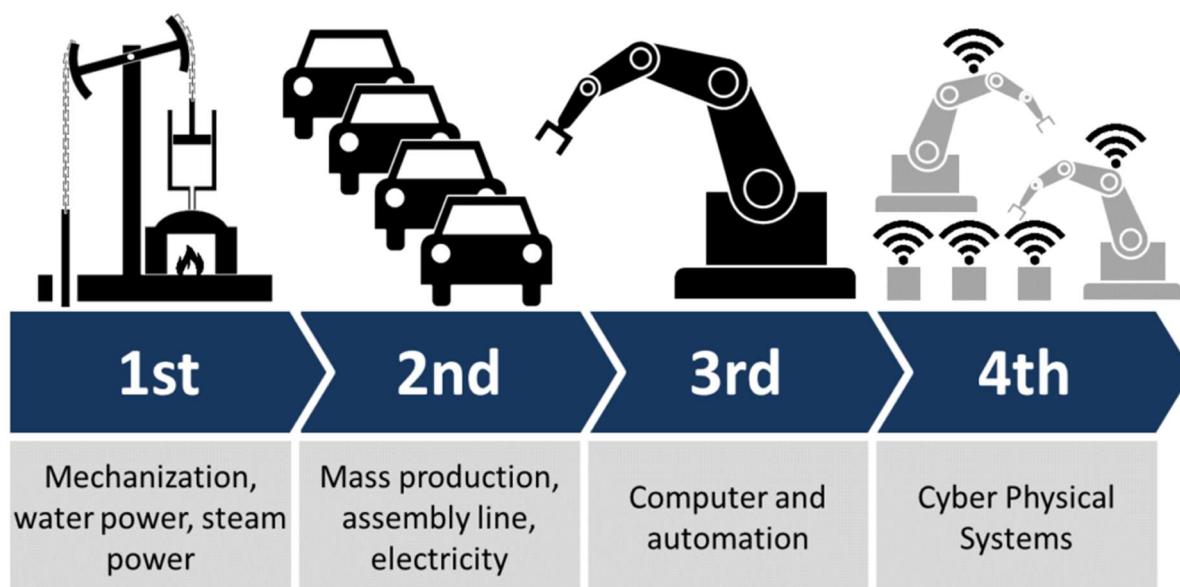 1st
2nd
3rd
4th
Mechanization,
water power, steam
power
Mass production,
assembly line,
electricity
Computer and
automation
Cyber Physical
Systems